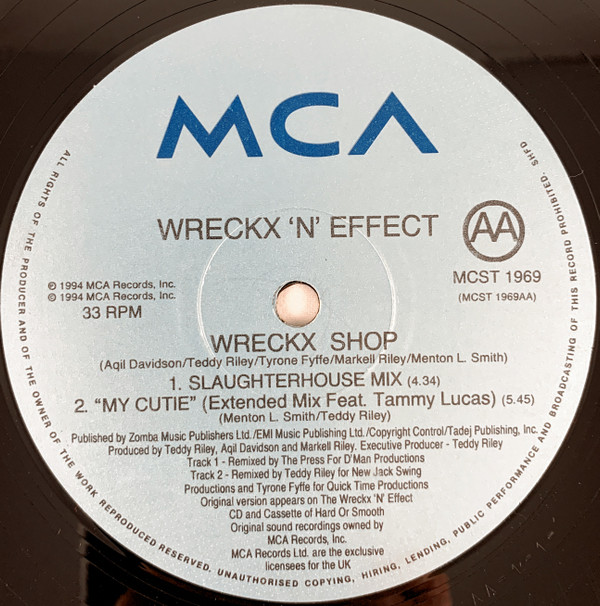 MCA
WRECKX 'N' EFFECT
AA
MCST 1969
(MCST 1969AA)
℗ 1994 MCA Records, Inc.
© 1994 MCA Records, Inc.
33 RPM
WRECKX SHOP
(Aqil Davidson/Teddy Riley/Tyrone Fyffe/Markell Riley/Menton L. Smith)
1. SLAUGHTERHOUSE MIX (4.34)
2. “MY CUTIE” (Extended Mix Feat. Tammy Lucas) (5.45)
(Menton L. Smith/Teddy Riley)
Published by Zomba Music Publishers Ltd./EMI Music Publishing Ltd./Copyright Control/Tadej Publishing, Inc.
Produced by Teddy Riley, Aqil Davidson and Markell Riley, Executive Producer - Teddy Riley
Track 1 - Remixed by The Press For D'Man Productions
Track 2 - Remixed by Teddy Riley for New Jack Swing
Productions and Tyrone Fyffe for Quick Time Productions
Original version appears on The Wreckx 'N' Effect
CD and Cassette of Hard Or Smooth
Original sound recordings owned by
MCA Records, Inc.
MCA Records Ltd. are the exclusive
licensees for the UK
ALL RIGHTS OF THE PRODUCER AND OF THE OWNER OF THE WORK REPRODUCED RESERVED. UNAUTHORISED COPYING, HIRING, LENDING, PUBLIC PERFORMANCE AND BROADCASTING OF THIS RECORD PROHIBITED. SHFD